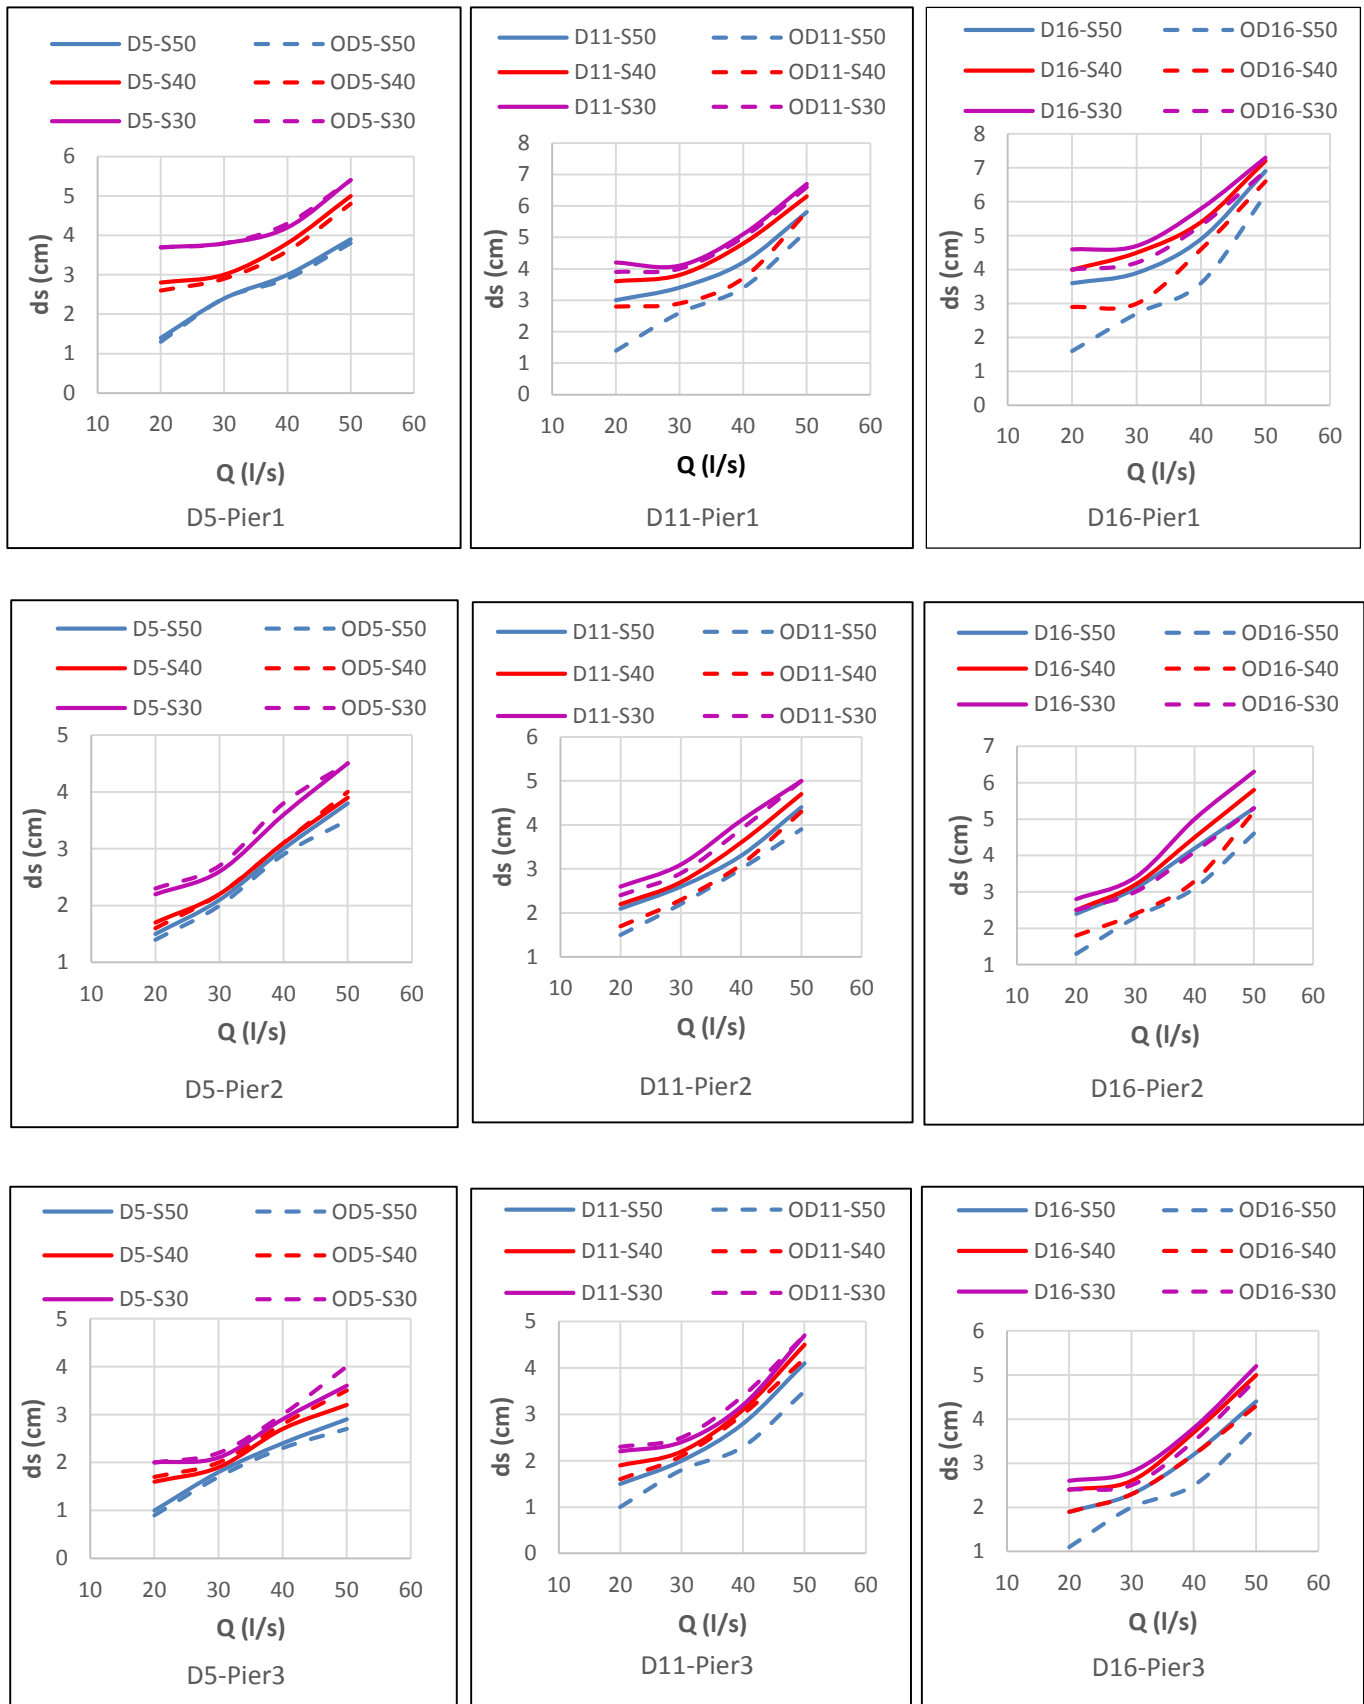 D5-S50 OD5-S50
D5-S40 OD5-S40
D5-S30 OD5-S30
6
5
4
3
2
1
0
10 20 30 40 50 60
ds (cm)
Q (l/s)
D5-Pier1
D11-S50 OD11-S50
D11-S40 OD11-S40
D11-S30 OD11-S30
8
7
6
5
4
3
2
1
0
10 20 30 40 50 60
ds (cm)
Q (l/s)
D11-Pier1
D16-S50 OD16-S50
D16-S40 OD16-S40
D16-S30 OD16-S30
8
7
6
5
4
3
2
1
0
10 20 30 40 50 60
ds (cm)
Q (l/s)
D16-Pier1
D5-S50 OD5-S50
D5-S40 OD5-S40
D5-S30 OD5-S30
5
4
3
2
1
10 20 30 40 50 60
ds (cm)
Q (l/s)
D5-Pier2
D11-S50 OD11-S50
D11-S40 OD11-S40
D11-S30 OD11-S30
6
5
4
3
2
1
10 20 30 40 50 60
ds (cm)
Q (l/s)
D11-Pier2
D16-S50 OD16-S50
D16-S40 OD16-S40
D16-S30 OD16-S30
7
6
5
4
3
2
1
10 20 30 40 50 60
ds (cm)
Q (l/s)
D16-Pier2
D5-S50 OD5-S50
D5-S40 OD5-S40
D5-S30 OD5-S30
5
4
3
2
1
0
10 20 30 40 50 60
ds (cm)
Q (l/s)
D5-Pier3
D11-S50 OD11-S50
D11-S40 OD11-S40
D11-S30 OD11-S30
5
4
3
2
1
0
10 20 30 40 50 60
ds (cm)
Q (l/s)
D11-Pier3
D16-S50 OD16-S50
D16-S40 OD16-S40
D16-S30 OD16-S30
6
5
4
3
2
1
10 20 30 40 50 60
ds (cm)
Q (l/s)
D16-Pier3